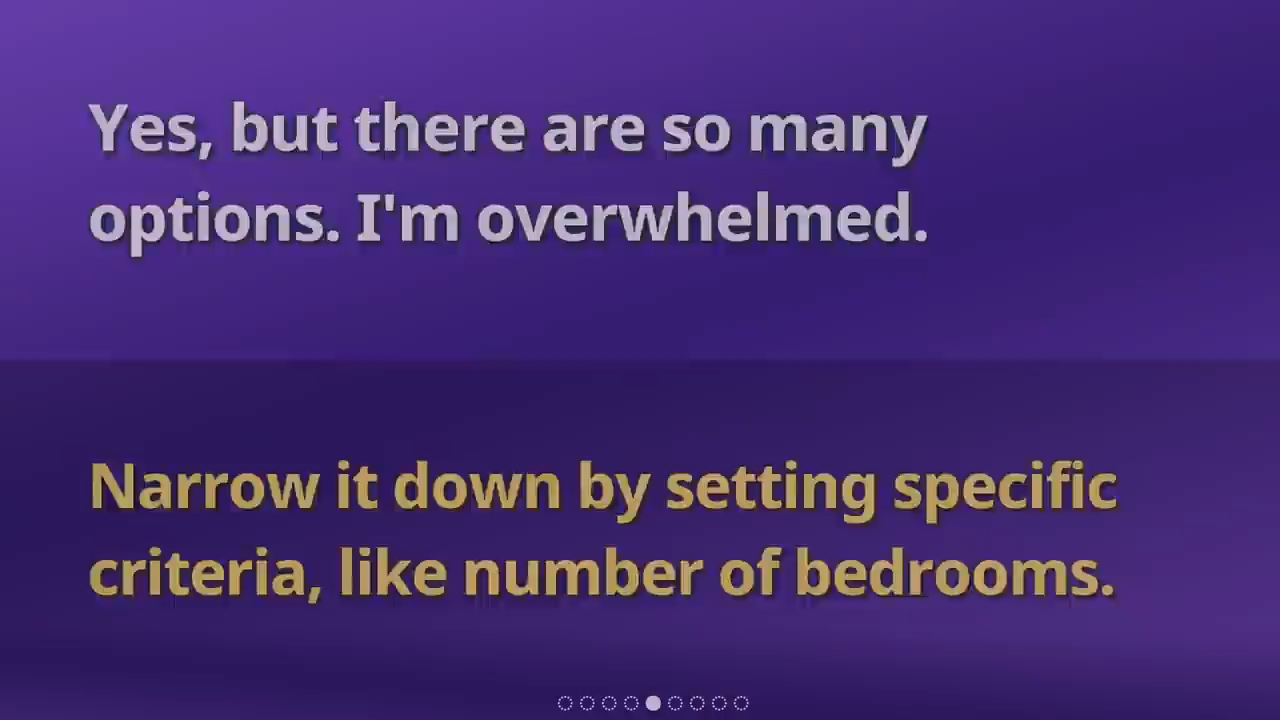 Yes, but there are so many
options. I'm overwhelmed.
Narrow it down by setting specific
criteria, like number of bedrooms.